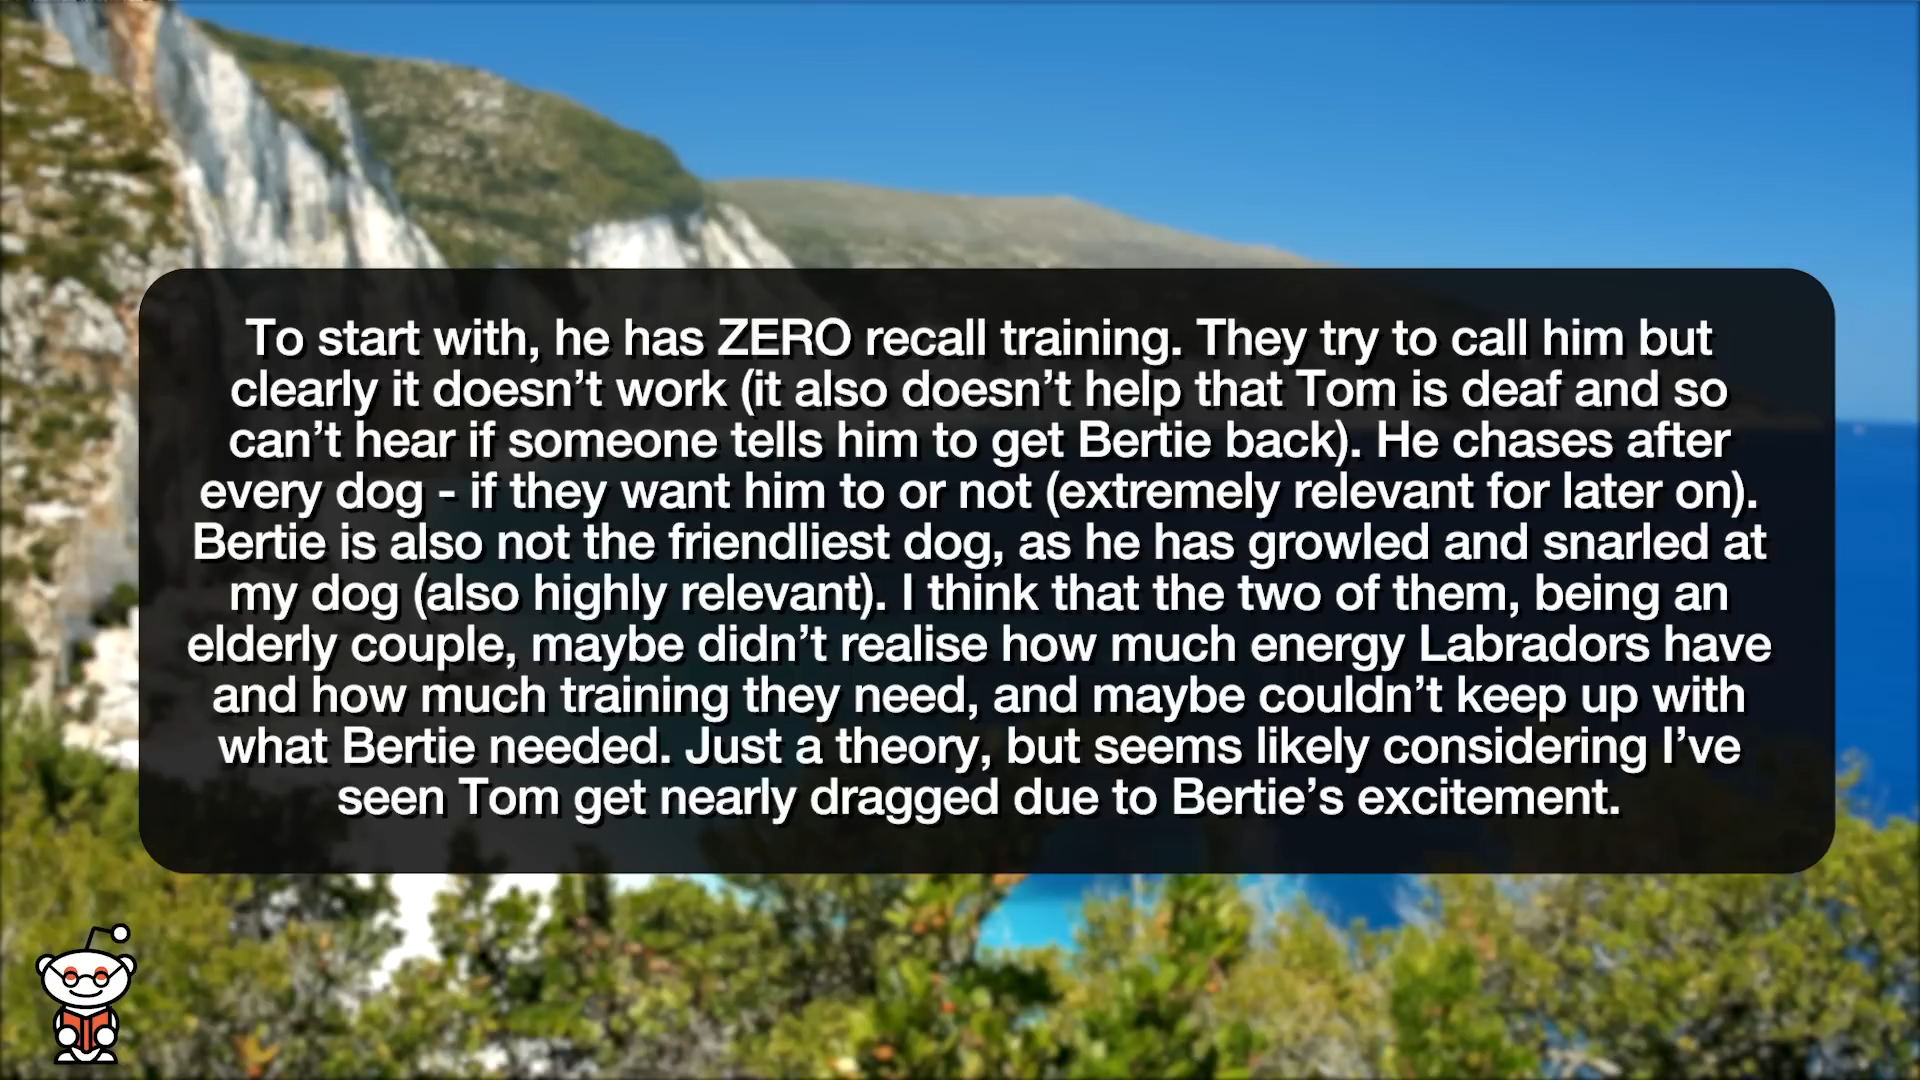 To start with, he has ZERO recall training. They try to call him but
clearly it doesn’t work (it also doesn’t help that Tom is deaf and so
can’t hear if someone tells him to get Bertie back). He chases after
every dog - if they want him to or not (extremely relevant for later on).
Bertie is also not the friendliest dog, as he has growled and snarled at
my dog (also highly relevant). I think that the two of them, being an
elderly couple, maybe didn’t realise how much energy Labradors have
and how much training they need, and maybe couldn’t keep up with
what Bertie needed. Just a theory, but seems likely considering I’ve
seen Tom get nearly dragged due to Bertie’s excitement.